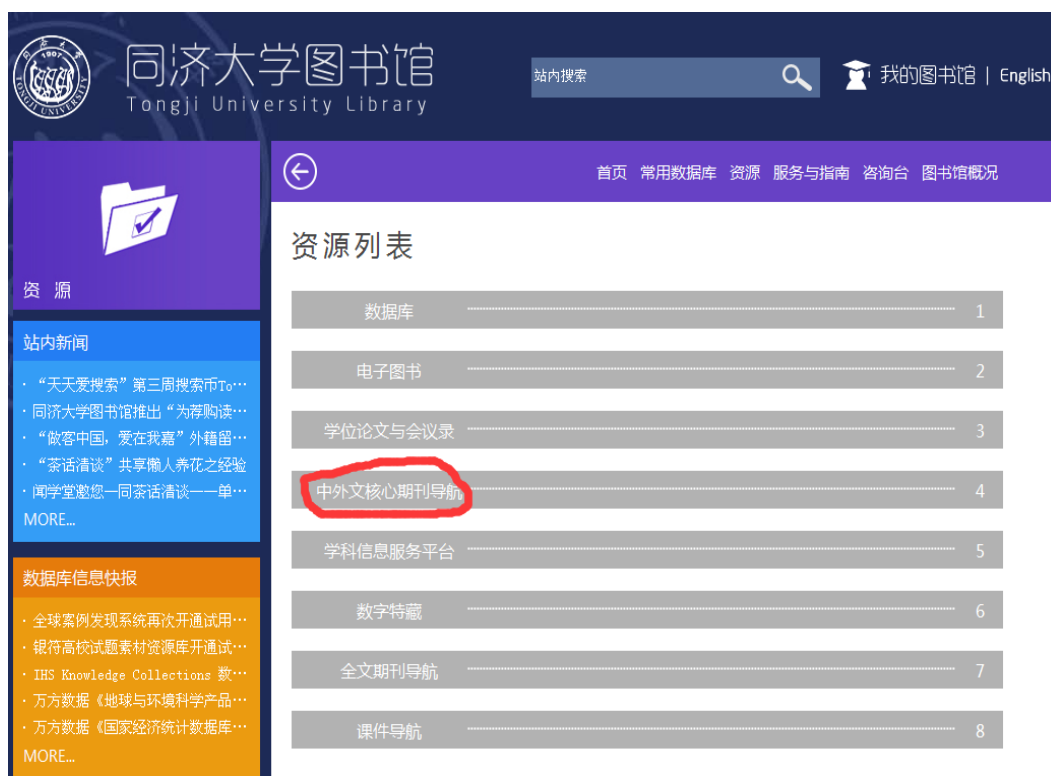 同济大学图书馆
Tongji University Library
站内搜索
我的图书馆 | English
首页 常用数据库 资源 服务与指南 咨询台 图书馆概况
资 源
站内新闻
· “天天爱搜索”第三周搜索币To…
· 同济大学图书馆推出“为荐购读…
· “做客中国，爱在我嘉”外籍留…
· “茶话清谈”共享懒人养花之经验
· 闻学堂邀您一同茶话清谈——单…
MORE...
数据库信息快报
· 全球案例发现系统再次开通试用…
· 银符高校试题素材资源库开通试…
· IHS Knowledge Collections 数…
· 万方数据《地球与环境科学产品…
· 万方数据《国家经济统计数据库…
MORE...
资源列表
数据库 1
电子图书 2
学位论文与会议录 3
中外文核心期刊导航 4
学科信息服务平台 5
数字特藏 6
全文期刊导航 7
课件导航 8